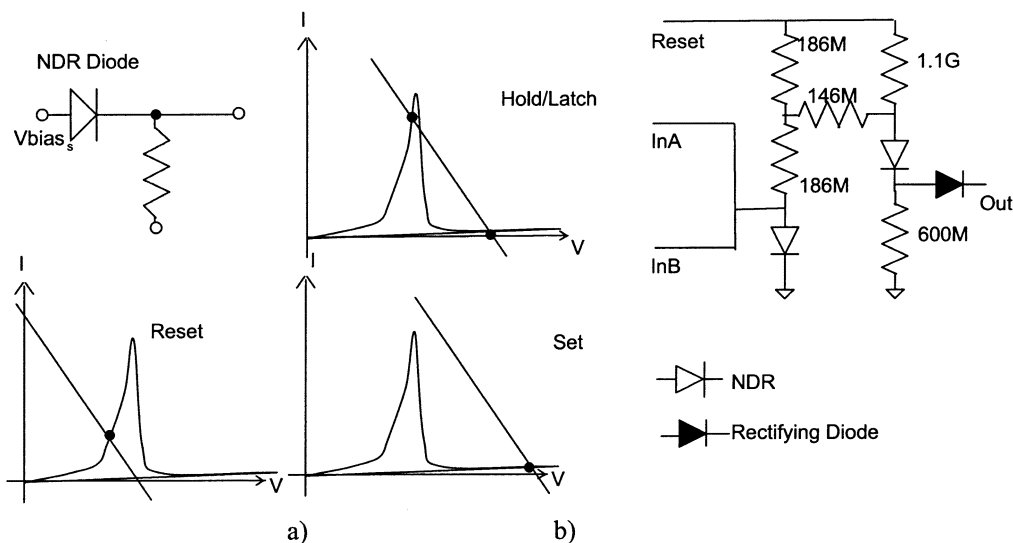 NDR Diode
Vbias
s
I
Hold/Latch
V
I
Reset
V
I
Set
V
a)
b)
Reset
186M
1.1G
146M
InA
186M
Out
600M
InB
NDR
Rectifying Diode